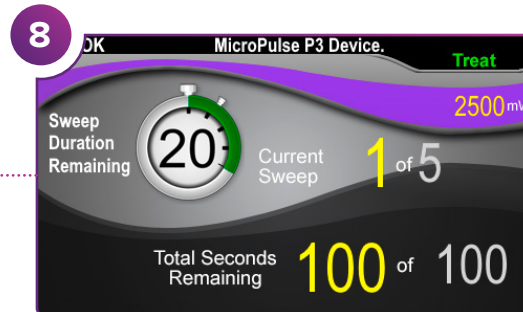 8
OK MicroPulse P3 Device.
Treat
2500 mW
Sweep
Duration
Remaining
20
Current
Sweep
1 of 5
Total Seconds
Remaining
100 of 100